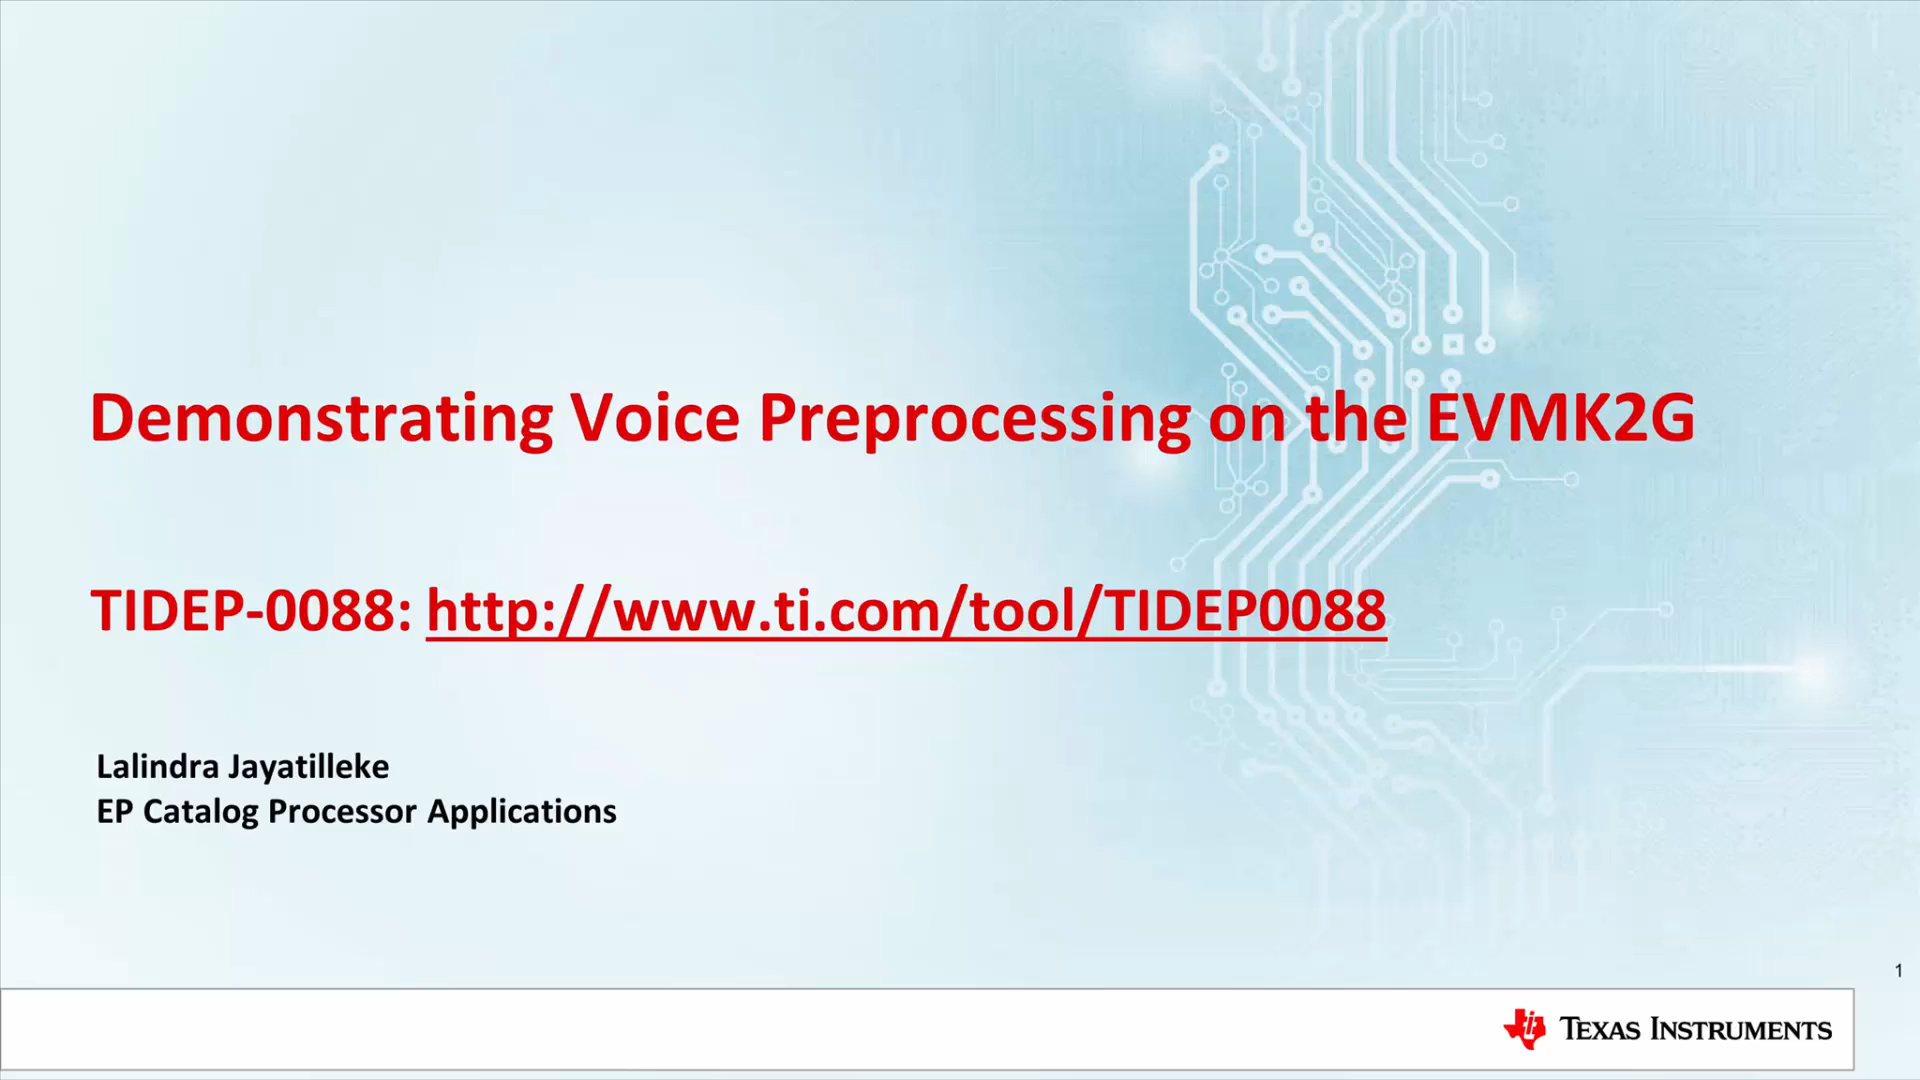 Demonstrating Voice Preprocessing on the EVMK2G
TIDEP-0088: http://www.ti.com/tool/TIDEP0088
Lalindra Jayatilleke
EP Catalog Processor Applications
1
TEXAS INSTRUMENTS